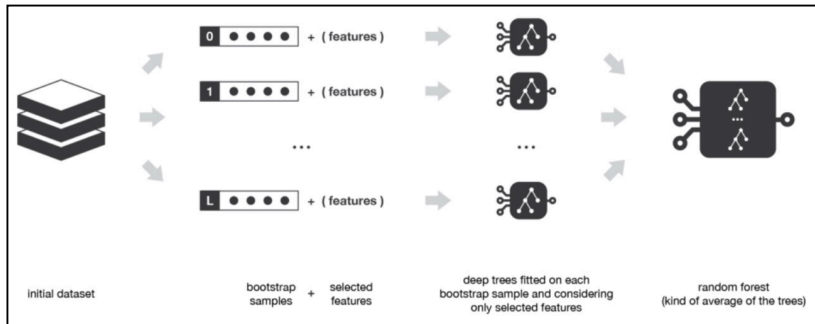 0 + ( features )
1 + ( features )
... ...
L + ( features )
...
initial dataset
bootstrap samples + selected features
deep trees fitted on each
bootstrap sample and considering
only selected features
random forest
(kind of average of the trees)